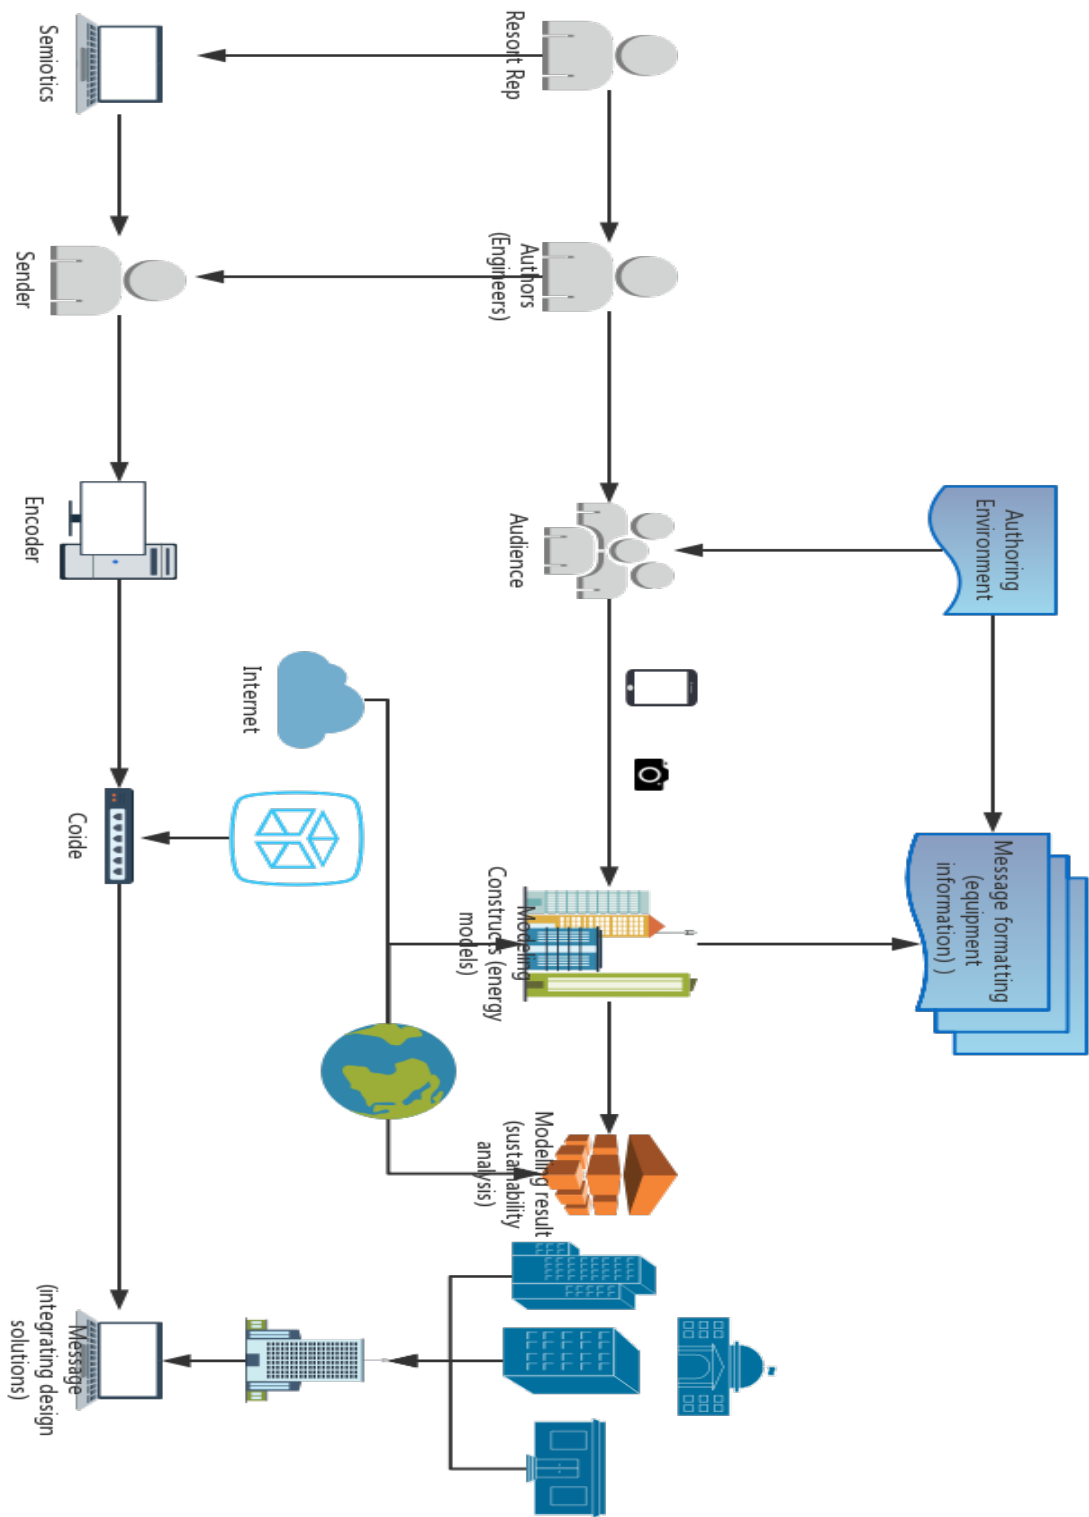 Authoring
Environment
Message formatting
(equipment
information) )
Resort Rep
Authors
(Engineers)
Audience
Modeling
Constructs (energy
models)
Modeling result
(sustainability
analysis)
Internet
Semiotics
Sender
Encoder
Coide
Message
(integrating design
solutions)